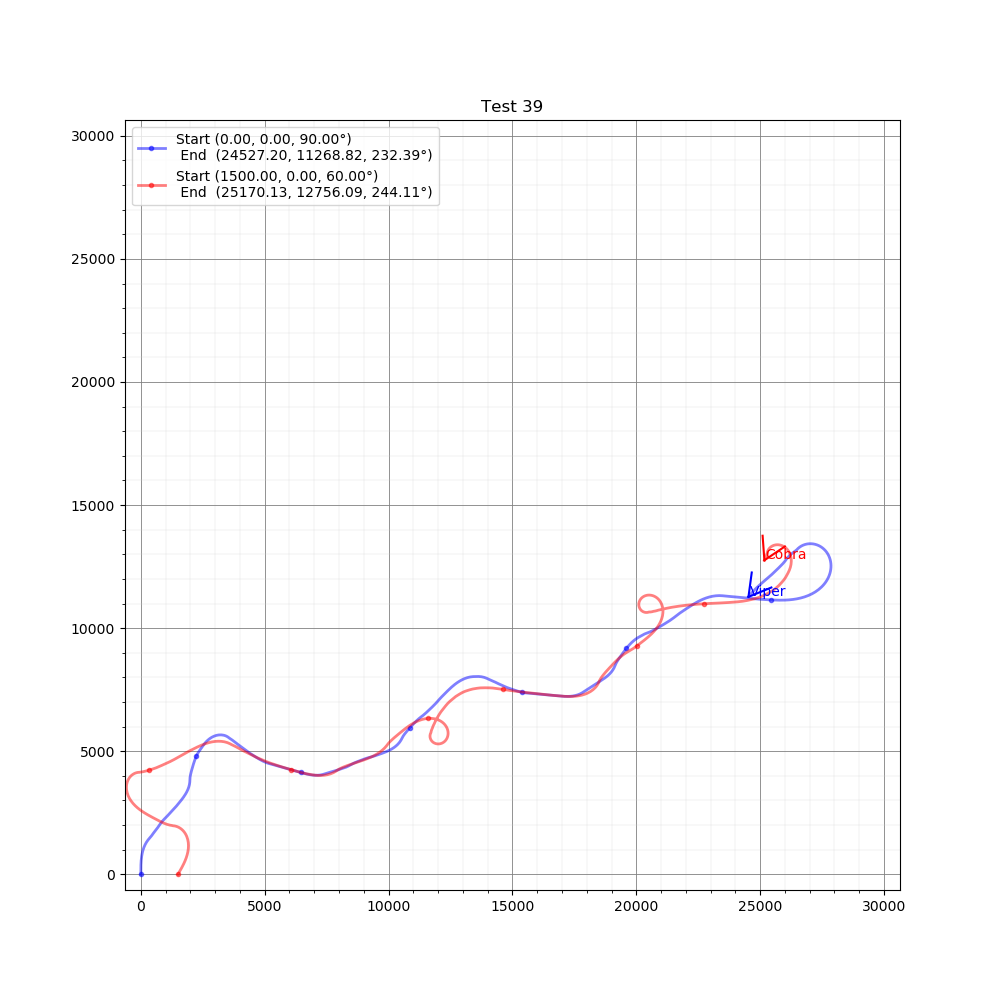 Test 39
Start (0.00, 0.00, 90.00°)
End (24527.20, 11268.82, 232.39°)
Start (1500.00, 0.00, 60.00°)
End (25170.13, 12756.09, 244.11°)
30000
25000
20000
15000
10000
5000
0
Cobra
Viper
0 5000 10000 15000 20000 25000 30000